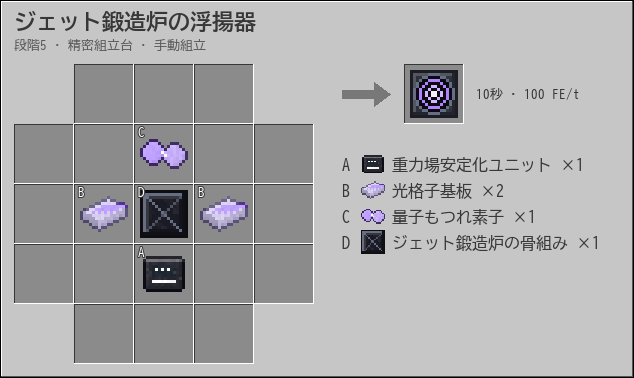 ジェット鍛造炉の浮揚器
段階5 ・ 精密組立台 ・ 手動組立
10秒 ・ 100 FE/t
C
B
D
B
A
A 重力場安定化ユニット ×1
B 光格子基板 ×2
C 量子もつれ素子 ×1
D ジェット鍛造炉の骨組み ×1